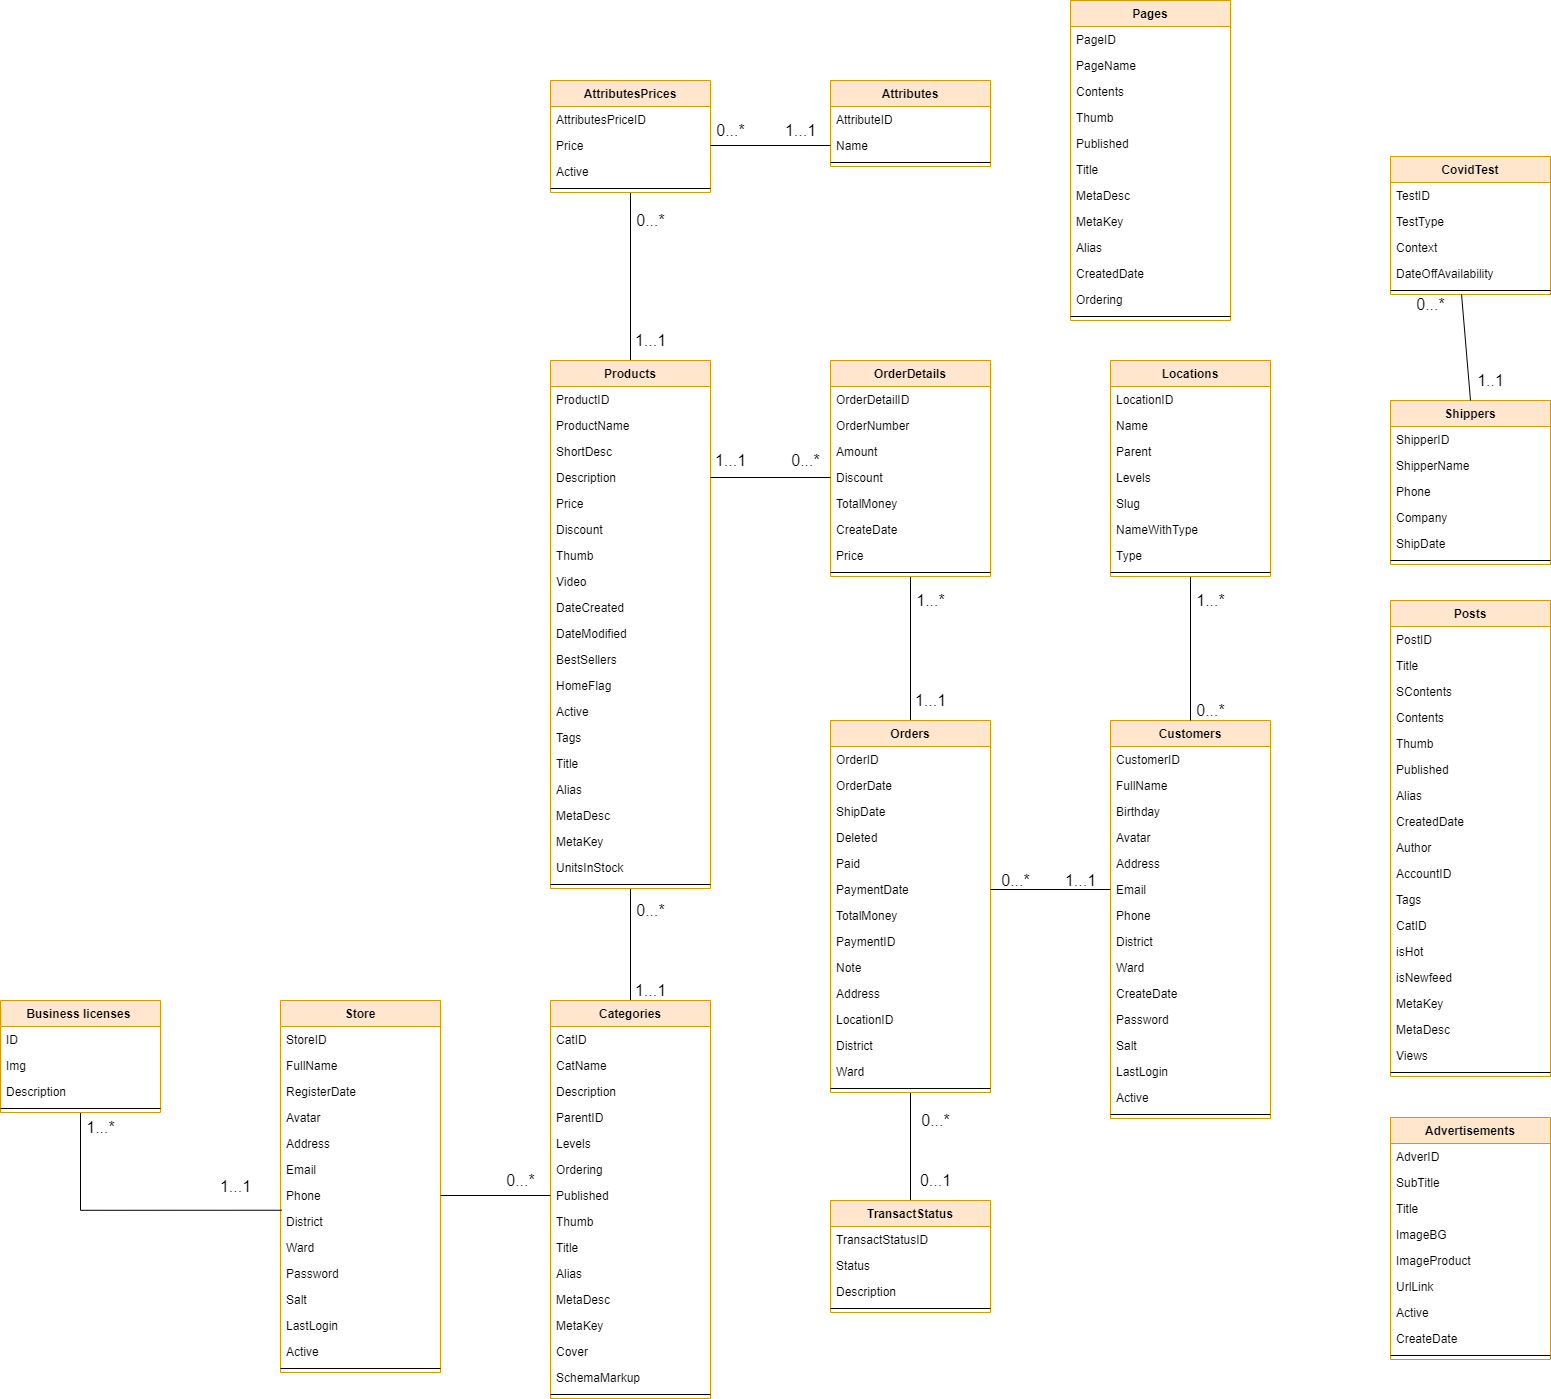 Pages
PageID
PageName
Contents
Thumb
Published
Title
MetaDesc
MetaKey
Alias
CreatedDate
Ordering
AttributesPrices
AttributesPriceID
Price
Active
0...*
1...1
Attributes
AttributeID
Name
0...*
1...1
CovidTest
TestID
TestType
Context
DateOffAvailability
0...*
1..1
Shippers
ShipperID
ShipperName
Phone
Company
ShipDate
Products
ProductID
ProductName
ShortDesc
Description
Price
Discount
Thumb
Video
DateCreated
DateModified
BestSellers
HomeFlag
Active
Tags
Title
Alias
MetaDesc
MetaKey
UnitsInStock
1...1
0...*
OrderDetails
OrderDetailID
OrderNumber
Amount
Discount
TotalMoney
CreateDate
Price
1...*
1...1
Locations
LocationID
Name
Parent
Levels
Slug
NameWithType
Type
1...*
0...*
Orders
OrderID
OrderDate
ShipDate
Deleted
Paid
PaymentDate
TotalMoney
PaymentID
Note
Address
LocationID
District
Ward
0...*
1...1
Customers
CustomerID
FullName
Birthday
Avatar
Address
Email
Phone
District
Ward
CreateDate
Password
Salt
LastLogin
Active
Posts
PostID
Title
SContents
Contents
Thumb
Published
Alias
CreatedDate
Author
AccountID
Tags
CatID
isHot
isNewfeed
MetaKey
MetaDesc
Views
0...*
1...1
Business licenses
ID
Img
Description
1...*
1...1
Store
StoreID
FullName
RegisterDate
Avatar
Address
Email
Phone
District
Ward
Password
Salt
LastLogin
Active
0...*
Categories
CatID
CatName
Description
ParentID
Levels
Ordering
Published
Thumb
Title
Alias
MetaDesc
MetaKey
Cover
SchemaMarkup
0...*
0...1
TransactStatus
TransactStatusID
Status
Description
Advertisements
AdverID
SubTitle
Title
ImageBG
ImageProduct
UrlLink
Active
CreateDate